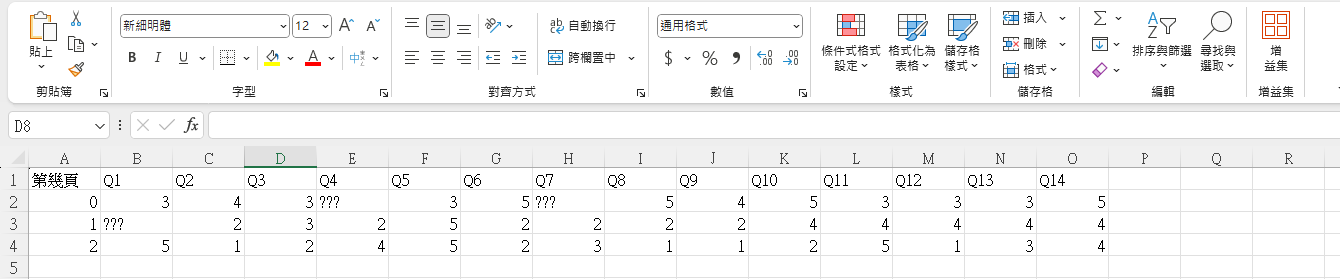 新細明體 12 A^ Aˇ ab 自動換行 通用格式 插入 Σ A Z
貼上 條件式格式 設定 格式化為 表格 儲存格 樣式 刪除 排序與篩選 尋找與 選取 增 益集
B I U A 中 跨欄置中 $ % 9 .00 格式
剪貼簿 字型 對齊方式 數值 樣式 儲存格 編輯 增益集
D8 fx
A B C D E F G H I J K L M N O P Q R
1 第幾頁 Q1 Q2 Q3 Q4 Q5 Q6 Q7 Q8 Q9 Q10 Q11 Q12 Q13 Q14
2 0 3 4 3 ??? 3 5 ??? 5 4 5 3 3 3 5
3 1 ??? 2 3 2 5 2 2 2 2 4 4 4 4 4
4 2 5 1 2 4 5 2 3 1 1 2 5 1 3 4
5